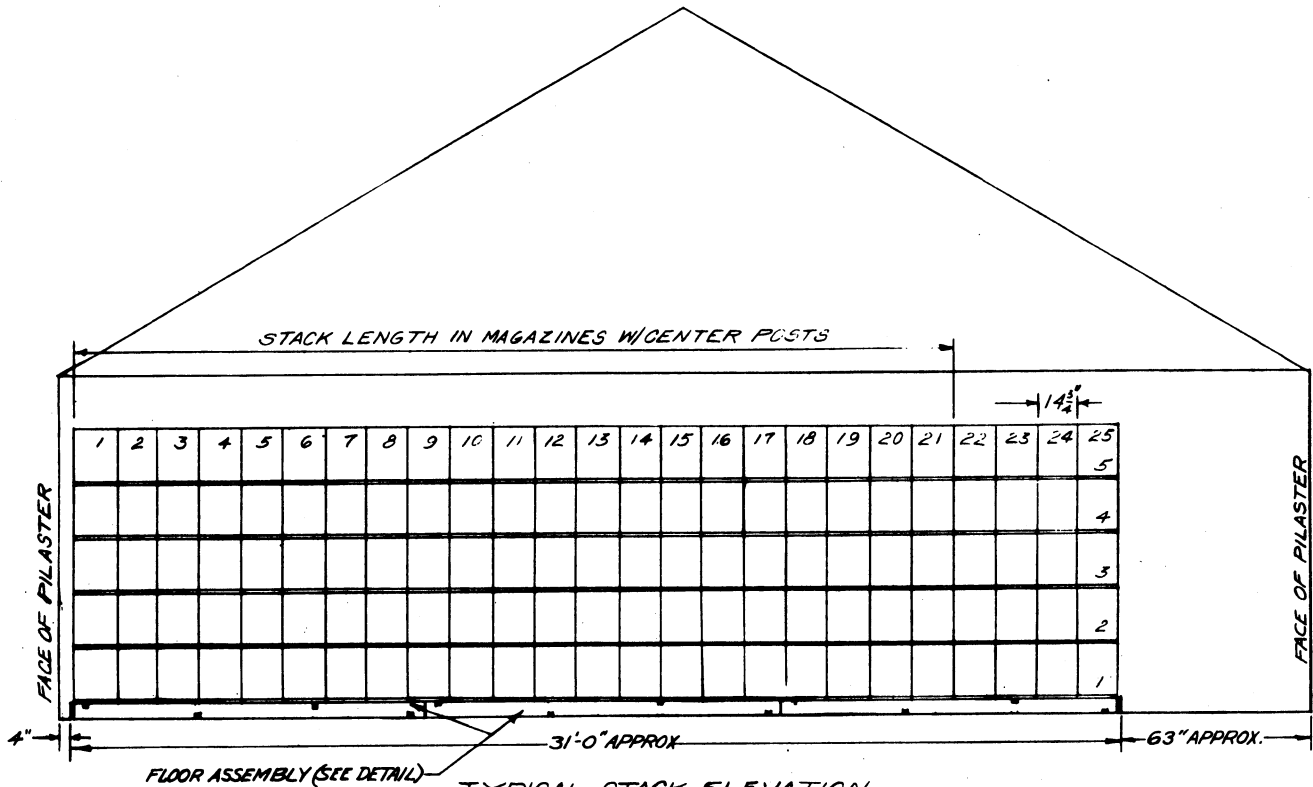 STACK LENGTH IN MAGAZINES W/CENTER POSTS
14 3/4"
1 2 3 4 5 6 7 8 9 10 11 12 13 14 15 16 17 18 19 20 21 22 23 24 25
5
4
3
2
1
FACE OF PILASTER
FACE OF PILASTER
4"
31'-0" APPROX
63" APPROX.
FLOOR ASSEMBLY (SEE DETAIL)
TYPICAL STACK ELEVATION